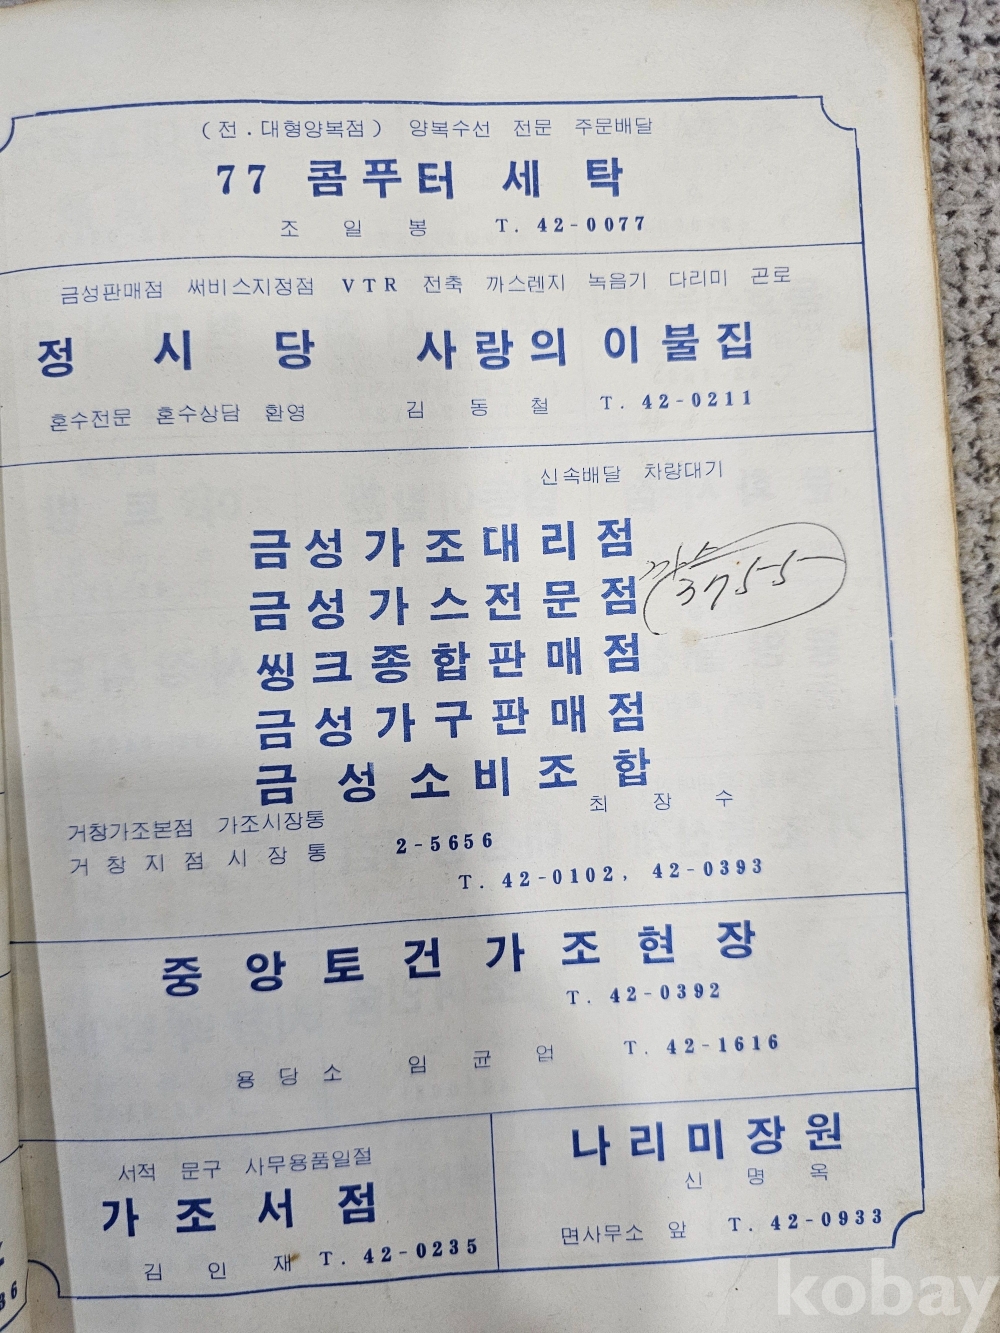 (전.대형양복점) 양복수선 전문 주문배달
77 콤푸터 세탁
조일봉 T. 42-0077
금성판매점 써비스지정점 VTR 전축 까스렌지 녹음기 다리미 곤로
정시당 사랑의 이불집
혼수전문 혼수상담 환영 김동철 T. 42-0211
신속배달 차량대기
금성가조대리점
금성가스전문점
까스 375-5
씽크종합판매점
금성가구판매점
금성소비조합
최장수
거창가조본점 가조시장통
거창지점시장통 2-5656
T. 42-0102, 42-0393
중앙토건가조현장
T. 42-0392
용당소 임균업 T. 42-1616
서적 문구 사무용품일절
가조서점
김인재 T. 42-0235
나리미장원
신명옥
면사무소 앞 T. 42-0933
36
kobay